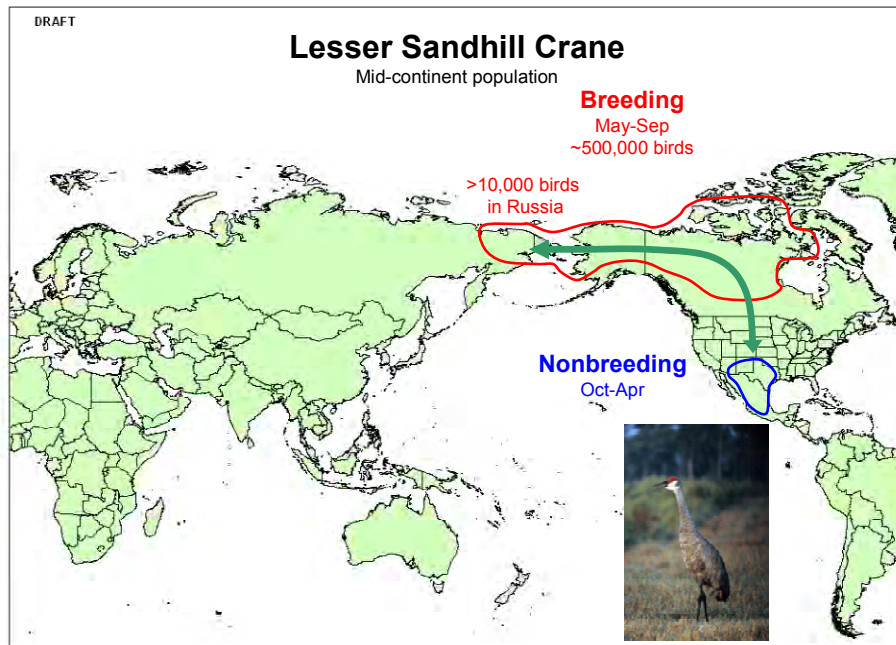 DRAFT
Lesser Sandhill Crane
Mid-continent population
Breeding
May-Sep
~500,000 birds
>10,000 birds
in Russia
Nonbreeding
Oct-Apr